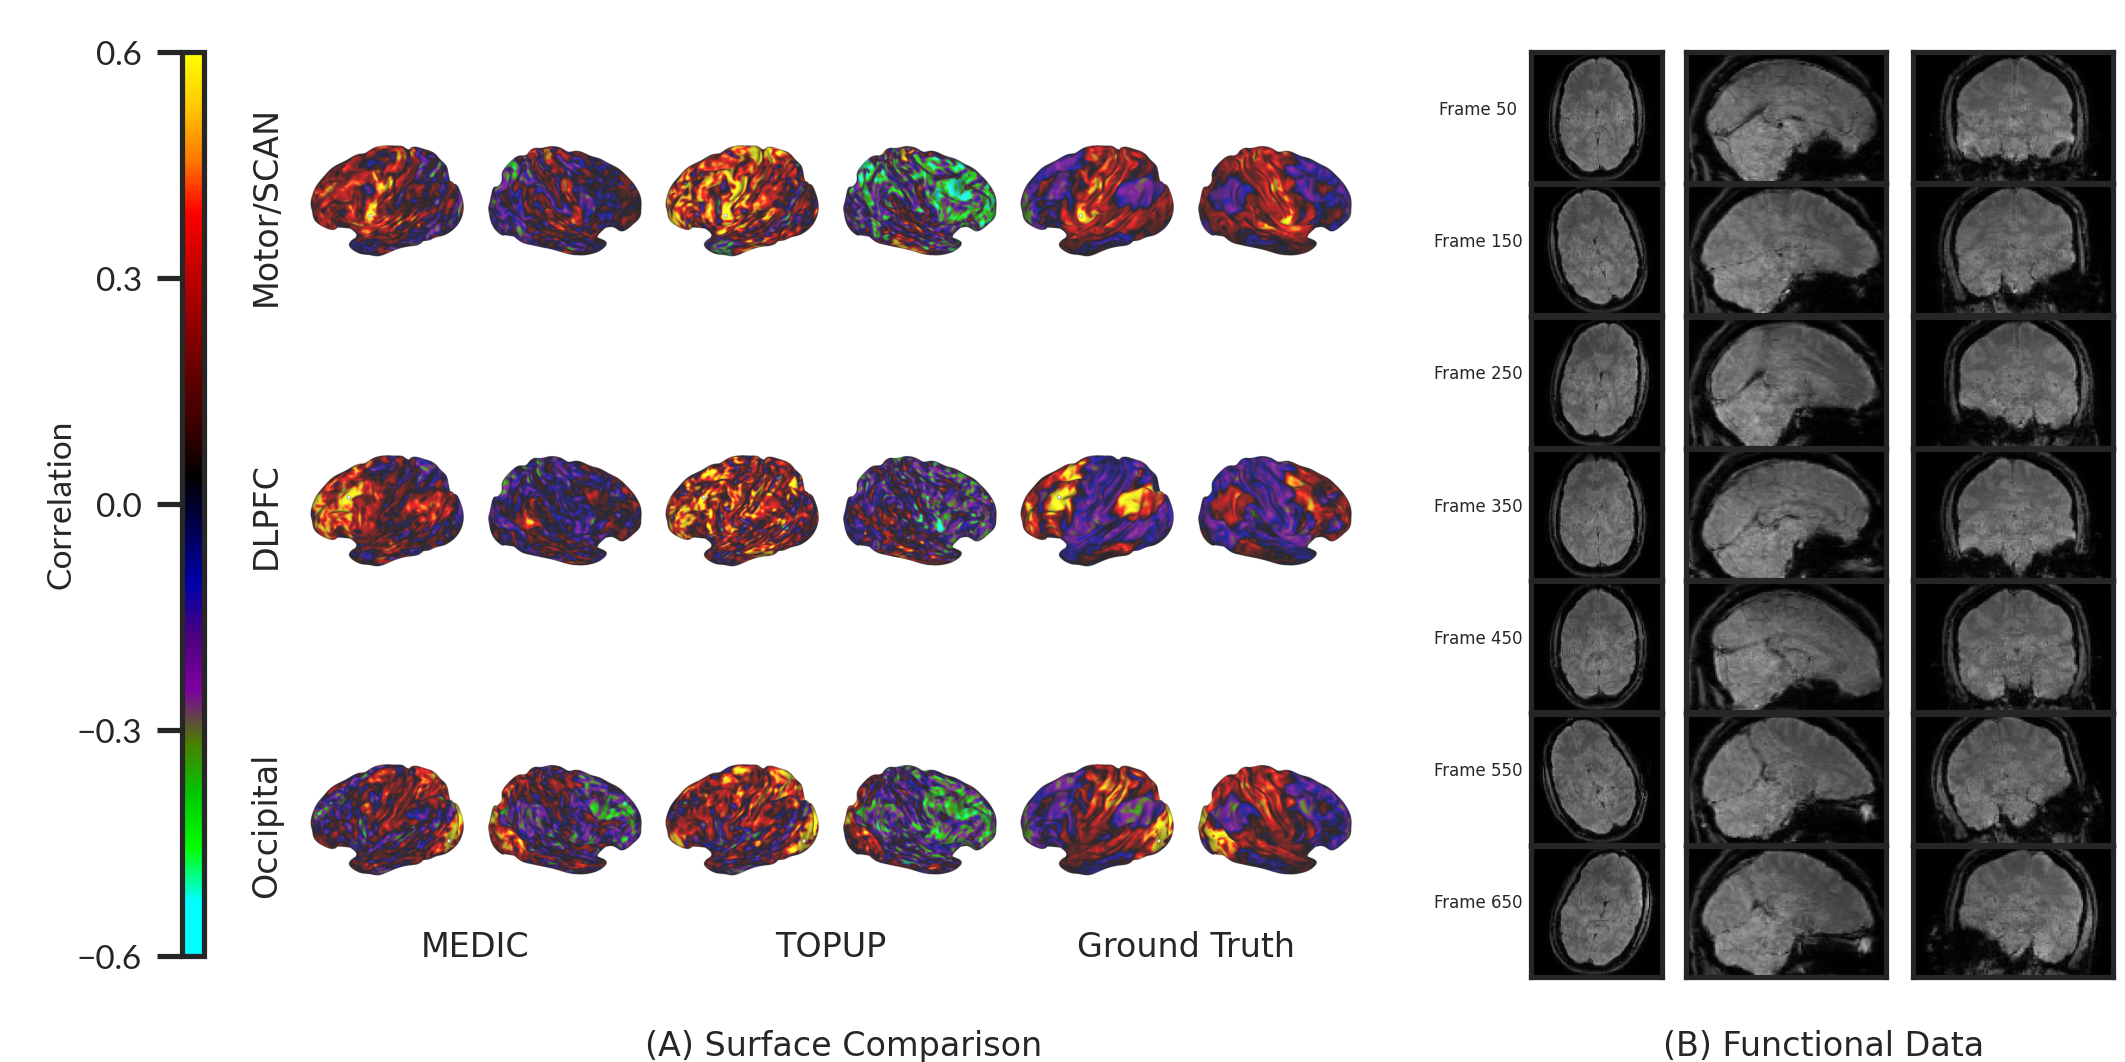 0.6
0.3
0.0
−0.3
−0.6
Correlation
Motor/SCAN
DLPFC
Occipital
MEDIC
TOPUP
Ground Truth
(A) Surface Comparison
Frame 50
Frame 150
Frame 250
Frame 350
Frame 450
Frame 550
Frame 650
(B) Functional Data